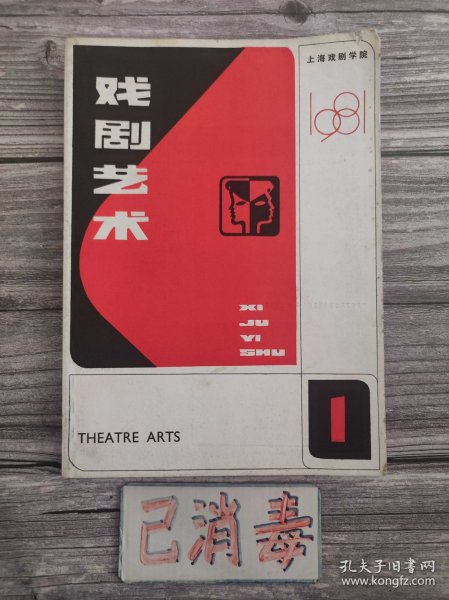 上海戏剧学院
1981
戏剧艺术
XI
JU
YI
SHU
1
THEATRE ARTS
已消毒
孔夫子旧书网
www.kongfz.com